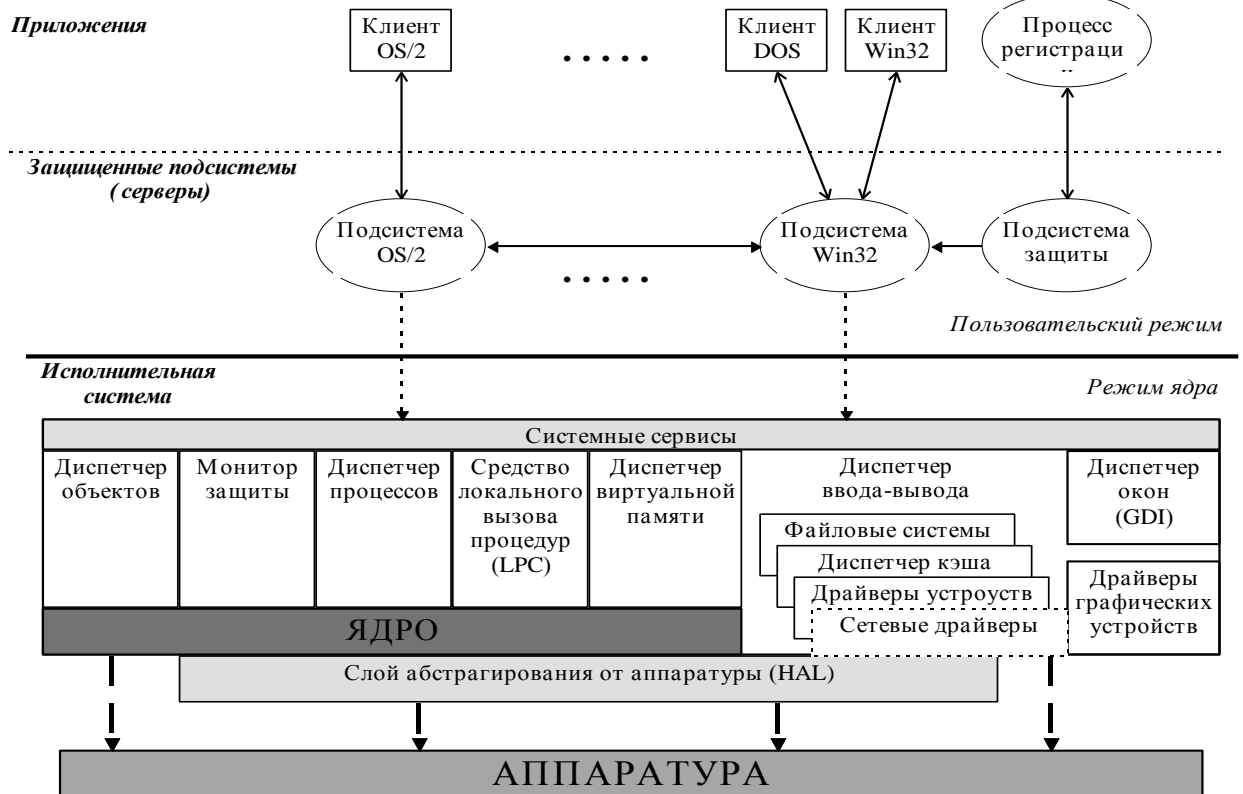 Приложения
Клиент
OS/2
.....
Клиент
DOS
Клиент
Win32
Процесс
регистраци
Защищенные подсистемы
(серверы)
Подсистема
OS/2
.....
Подсистема
Win32
Подсистема
защиты
Пользовательский режим
Исполнительная
система
Режим ядра
Системные сервисы
Диспетчер
объектов
Монитор
защиты
Диспетчер
процессов
Средство
локального
вызова
процедур
(LPC)
Диспетчер
виртуальной
памяти
Диспетчер
ввода-вывода
Файловые системы
Диспетчер кэша
Драйверы устроуств
Сетевые драйверы
Диспетчер
окон
(GDI)
Драйверы
графических
устройств
ЯДРО
Слой абстрагирования от аппаратуры (HAL)
АППАРАТУРА